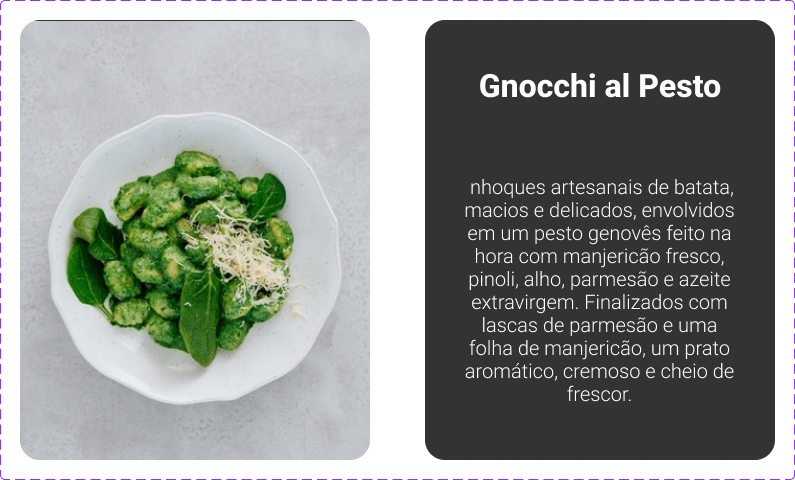 Gnocchi al Pesto
nhoques artesanais de batata,
macios e delicados, envolvidos
em um pesto genovês feito na
hora com manjericão fresco,
pinoli, alho, parmesão e azeite
extravirgem. Finalizados com
lascas de parmesão e uma
folha de manjericão, um prato
aromático, cremoso e cheio de
frescor.